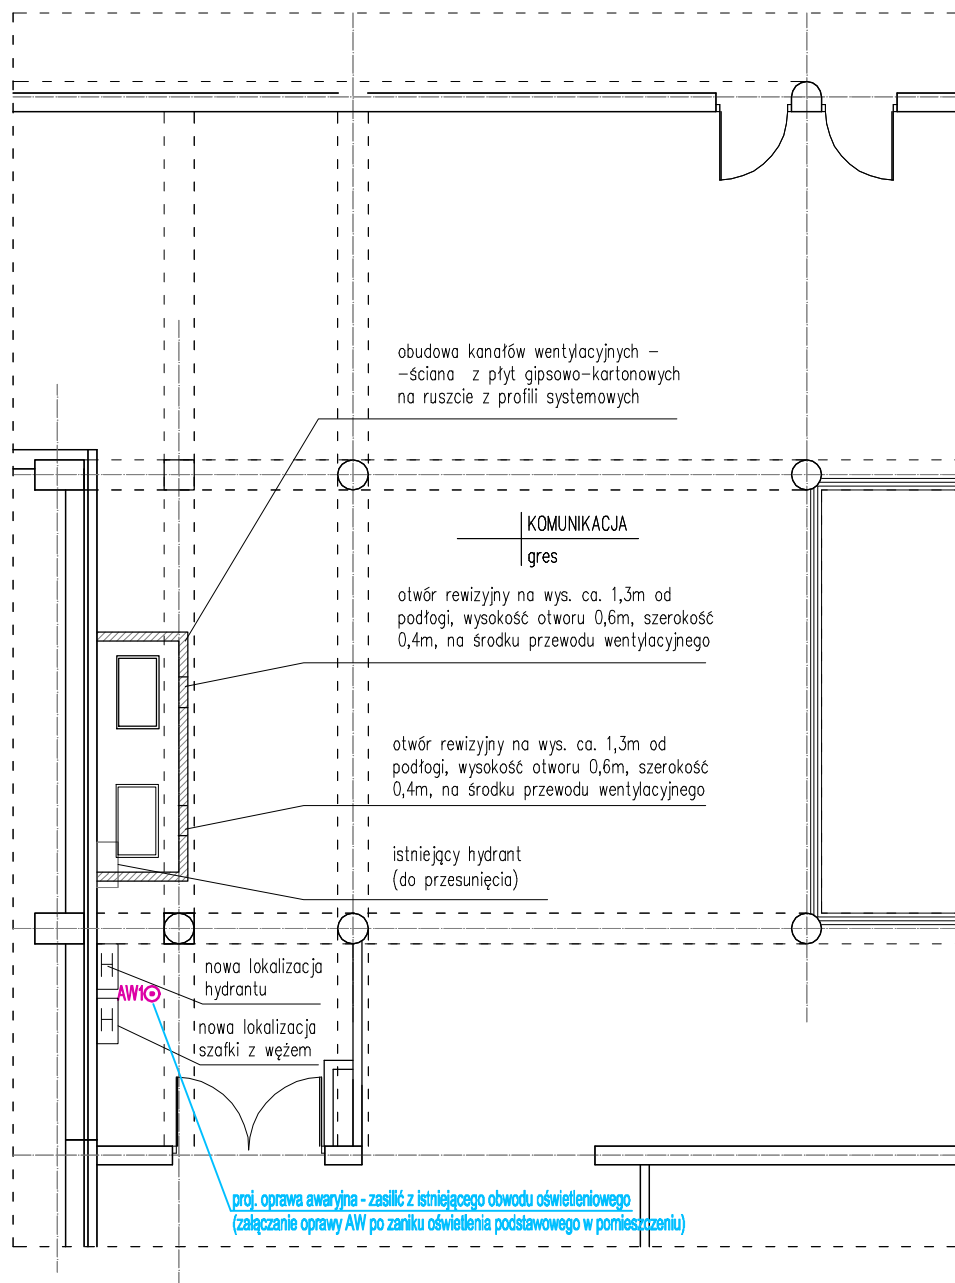 obudowa kanałów wentylacyjnych –
–ściana z płyt gipsowo–kartonowych
na ruszcie z profili systemowych
KOMUNIKACJA
gres
otwór rewizyjny na wys. ca. 1,3m od
podłogi, wysokość otworu 0,6m, szerokość
0,4m, na środku przewodu wentylacyjnego
otwór rewizyjny na wys. ca. 1,3m od
podłogi, wysokość otworu 0,6m, szerokość
0,4m, na środku przewodu wentylacyjnego
istniejący hydrant
(do przesunięcia)
nowa lokalizacja
hydrantu
H
AW1
nowa lokalizacja
szafki z wężem
H
proj. oprawa awaryjna - zasilić z istniejącego obwodu oświetleniowego
(załączanie oprawy AW po zaniku oświetlenia podstawowego w pomieszczeniu)